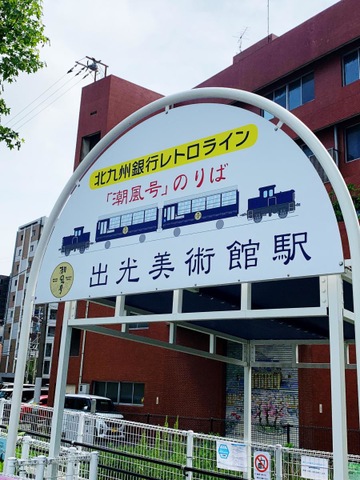 北九州銀行レトロライン
「潮風号」のりば
出光美術館駅